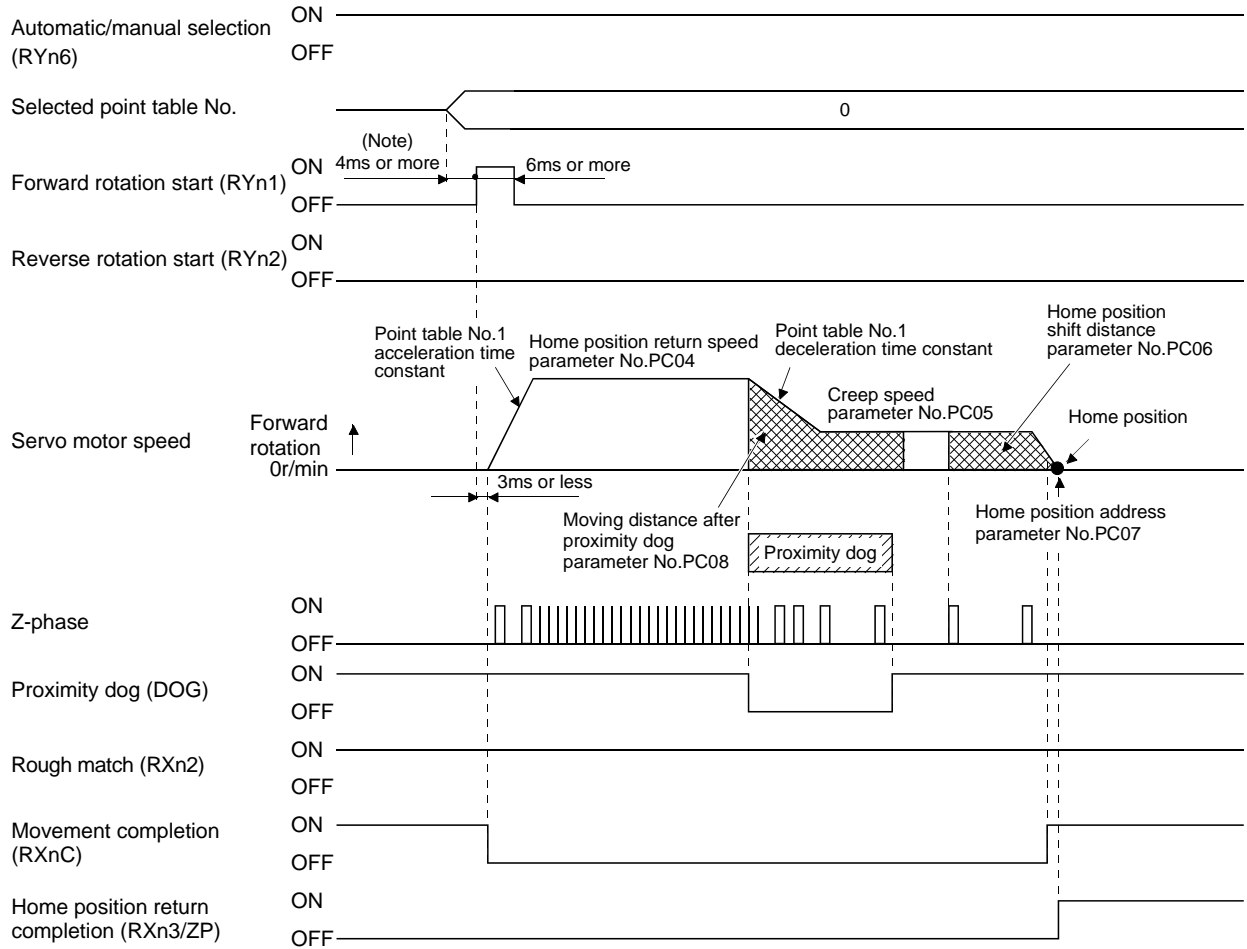 Automatic/manual selection
(RYn6)
ON
OFF
Selected point table No.
0
Forward rotation start (RYn1)
ON
OFF
(Note)
4ms or more
6ms or more
Reverse rotation start (RYn2)
ON
OFF
Servo motor speed
Forward
rotation
0r/min
Point table No.1
acceleration time
constant
Home position return speed
parameter No.PC04
Point table No.1
deceleration time constant
Home position
shift distance
parameter No.PC06
Creep speed
parameter No.PC05
Home position
3ms or less
Moving distance after
proximity dog
parameter No.PC08
Proximity dog
Home position address
parameter No.PC07
Z-phase
ON
OFF
Proximity dog (DOG)
ON
OFF
Rough match (RXn2)
ON
OFF
Movement completion
(RXnC)
ON
OFF
Home position return
completion (RXn3/ZP)
ON
OFF